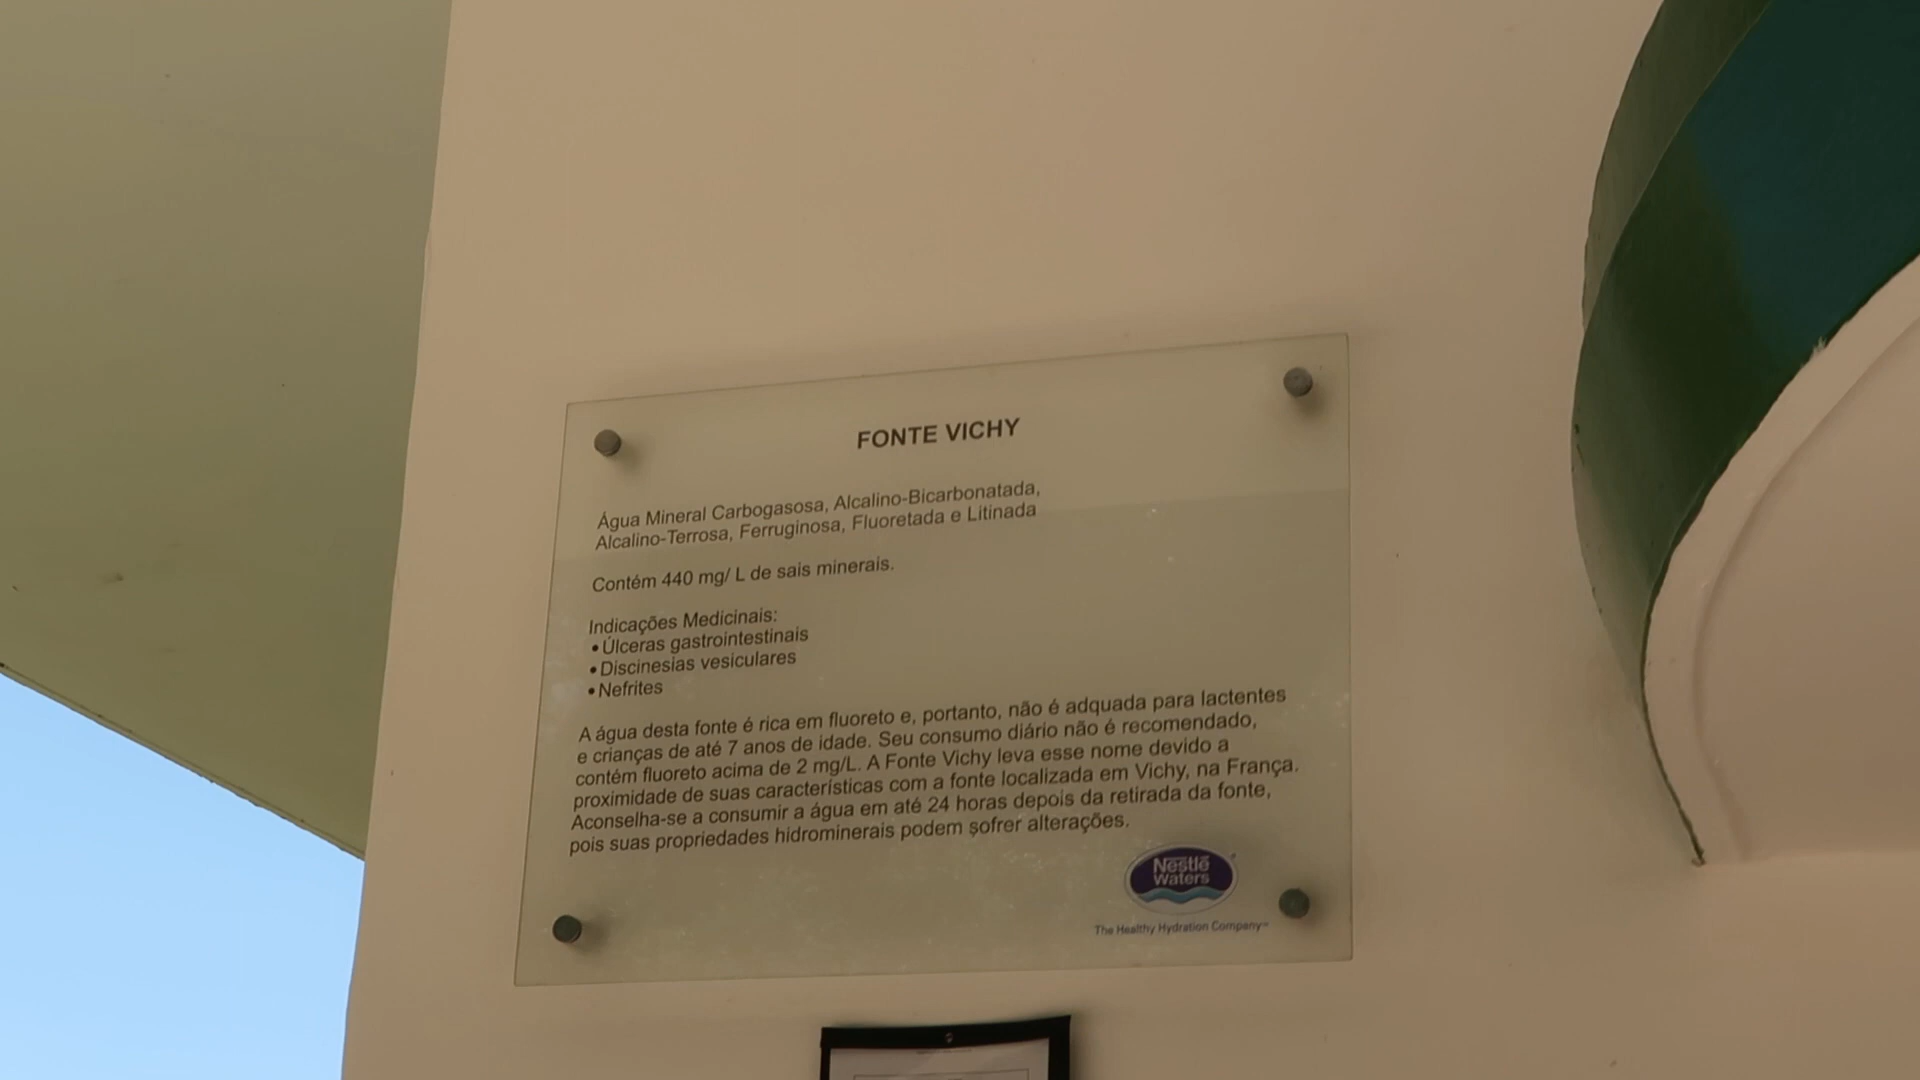 FONTE VICHY
Água Mineral Carbogasosa, Alcalino-Bicarbonatada,
Alcalino-Terrosa, Ferruginosa, Fluoretada e Litinada
Contém 440 mg/ L de sais minerais.
Indicações Medicinais:
• Úlceras gastrointestinais
• Discinesias vesiculares
• Nefrites
A água desta fonte é rica em fluoreto e, portanto, não é adquada para lactentes
e crianças de até 7 anos de idade. Seu consumo diário não é recomendado,
contém fluoreto acima de 2 mg/L. A Fonte Vichy leva esse nome devido a
proximidade de suas características com a fonte localizada em Vichy, na França.
Aconselha-se a consumir a água em até 24 horas depois da retirada da fonte,
pois suas propriedades hidrominerais podem sofrer alterações.
Nestlé
Waters
The Healthy Hydration Company™